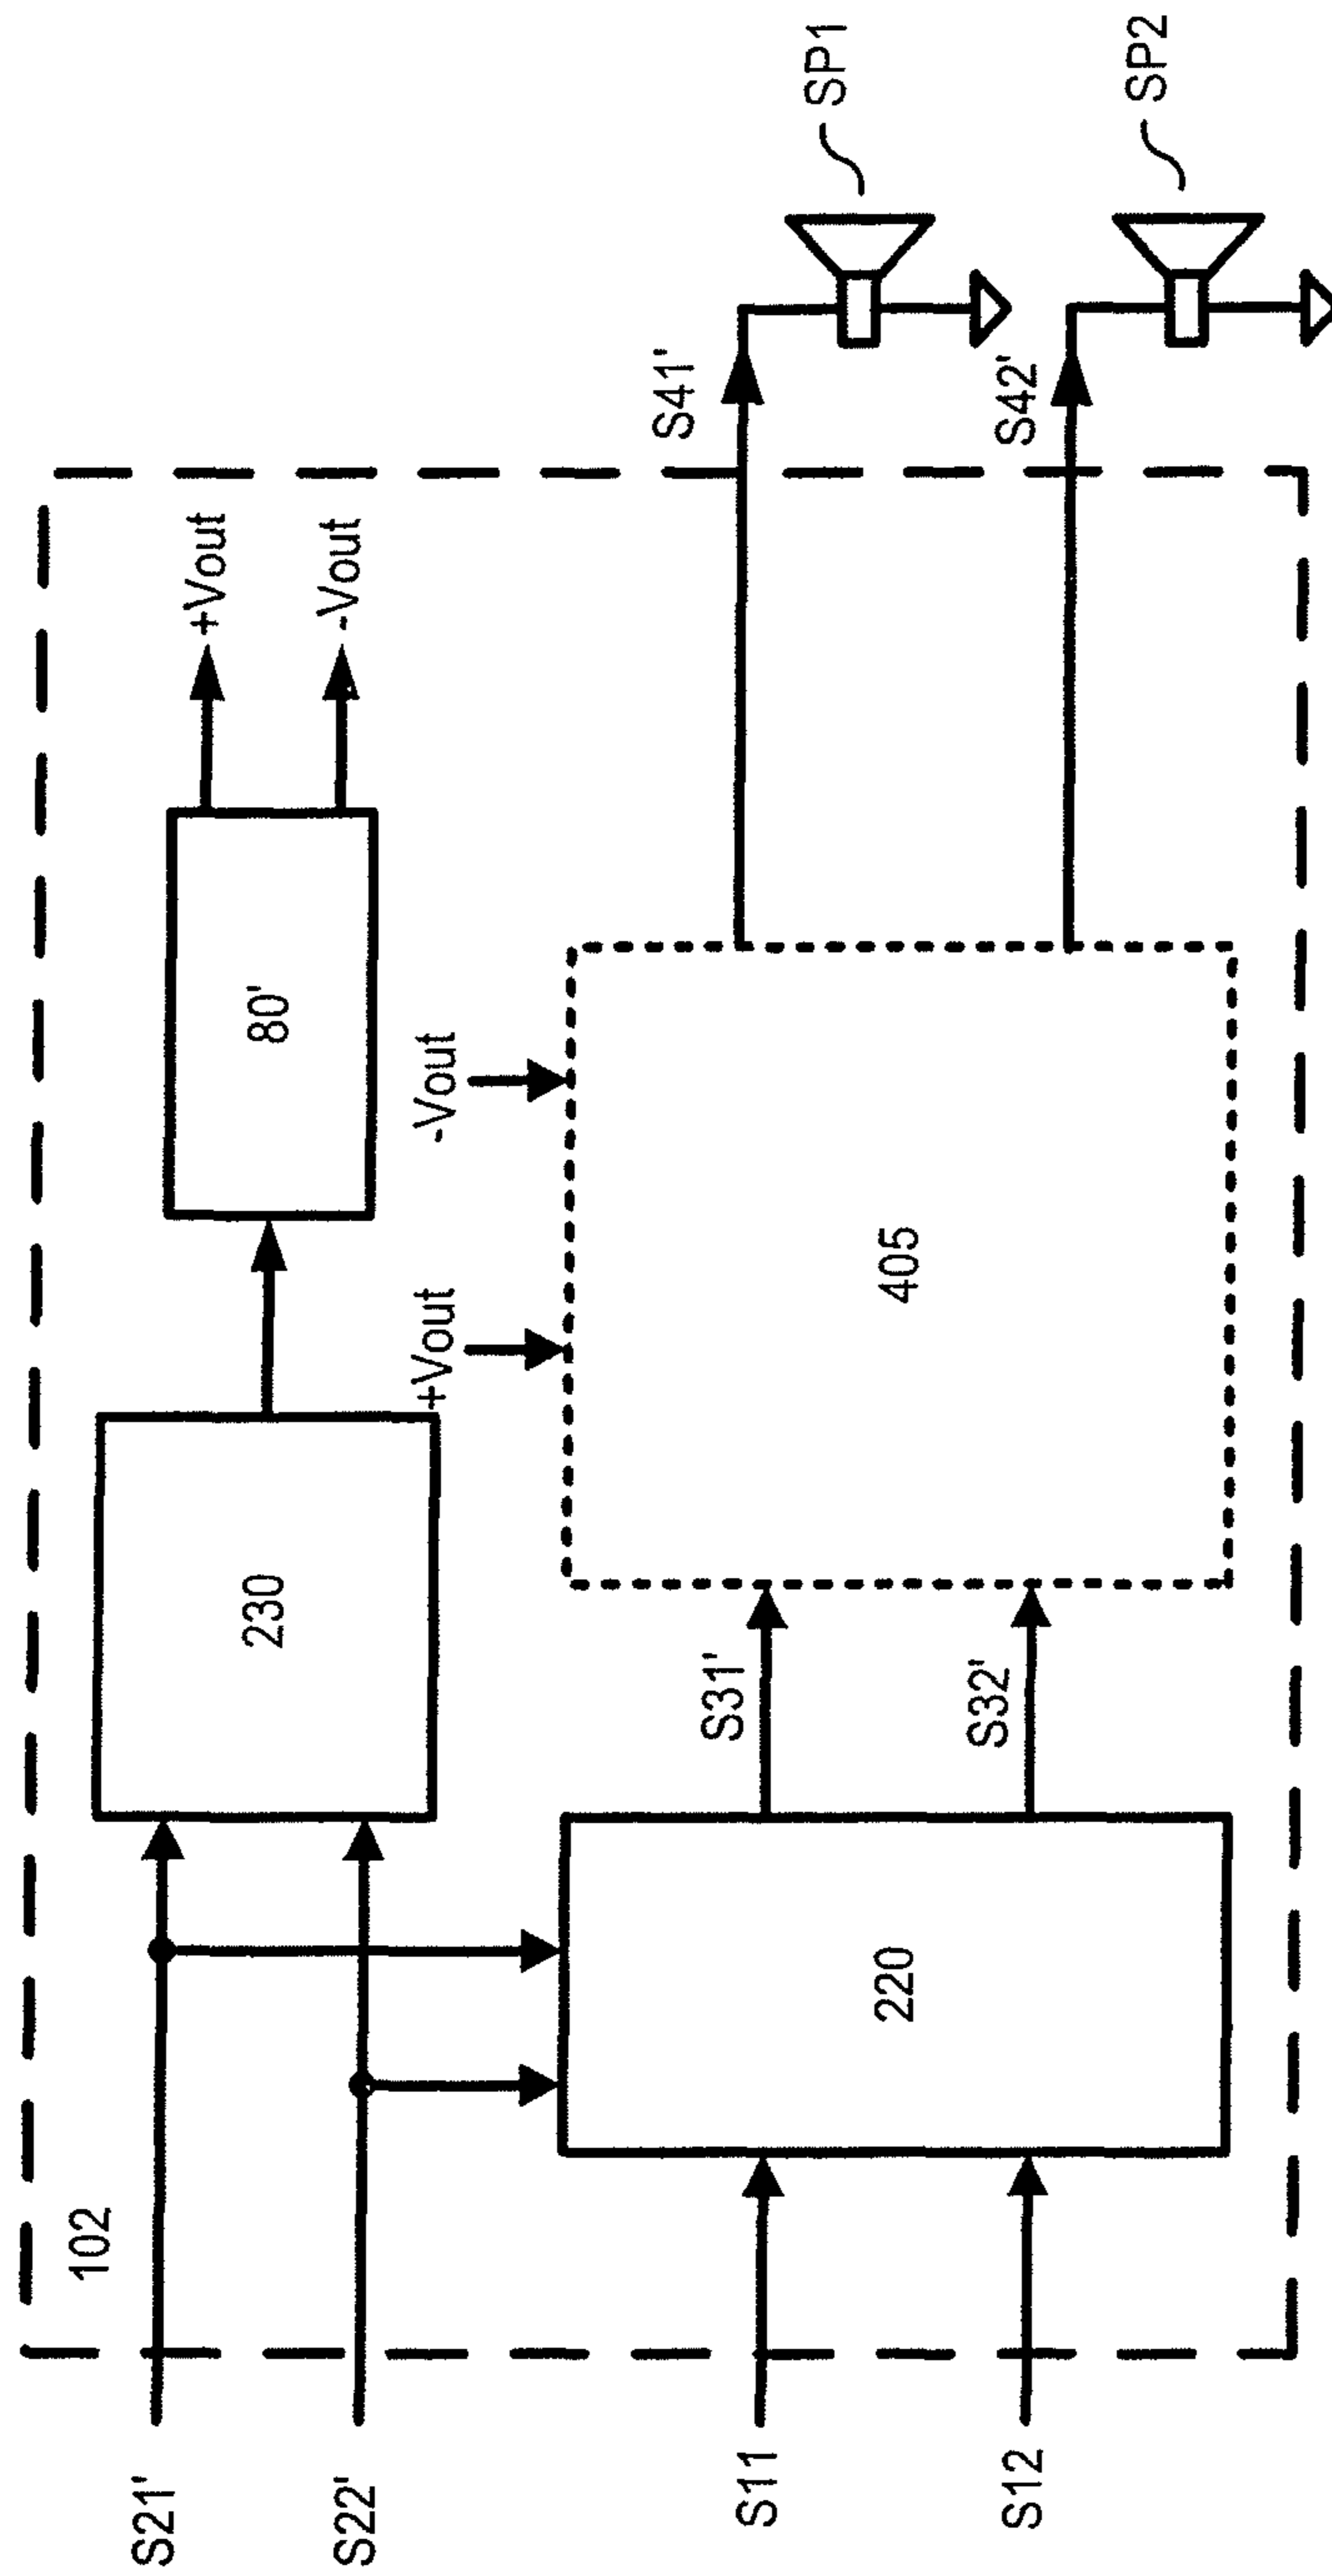 102
S21'
S22'
230
80'
+Vout
-Vout
+Vout
-Vout
S11
S12
220
S31'
S32'
405
S41'
S42'
SP1
SP2